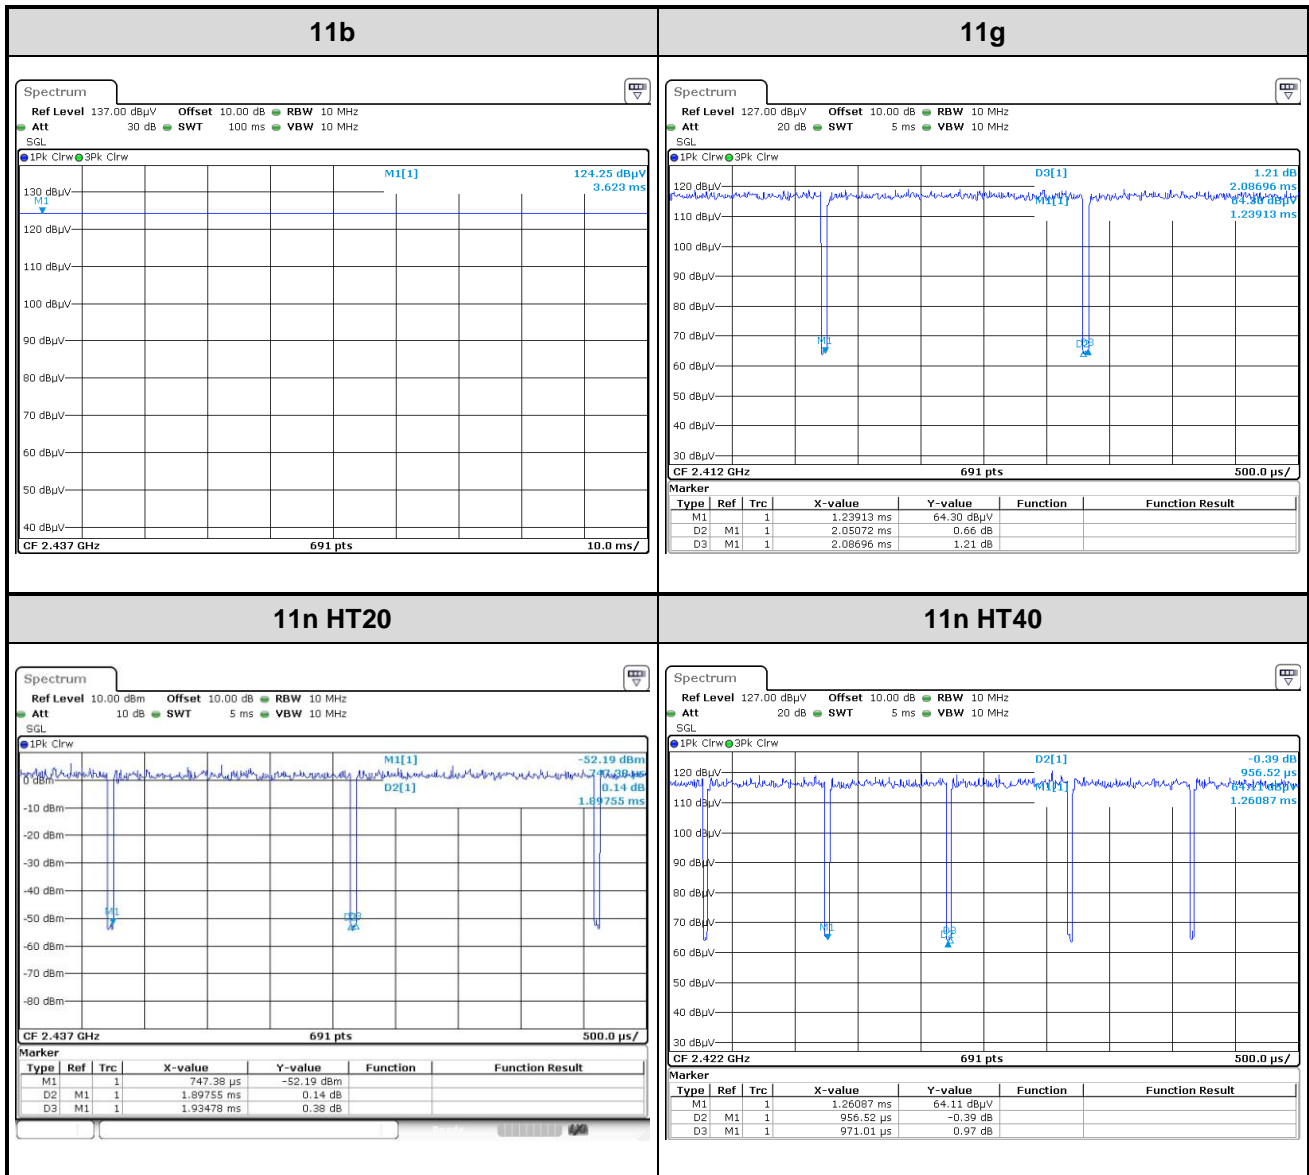 11b
Spectrum
Ref Level 137.00 dBµV Offset 10.00 dB RBW 10 MHz
Att 30 dB SWT 100 ms VBW 10 MHz
SGL
1Pk Clrw 3Pk Clrw
M1[1] 124.25 dBµV
3.623 ms
130 dBµV
M1
120 dBµV
110 dBµV
100 dBµV
90 dBµV
80 dBµV
70 dBµV
60 dBµV
50 dBµV
40 dBµV
CF 2.437 GHz 691 pts 10.0 ms/
11g
Spectrum
Ref Level 127.00 dBµV Offset 10.00 dB RBW 10 MHz
Att 20 dB SWT 5 ms VBW 10 MHz
SGL
1Pk Clrw 3Pk Clrw
D3[1] 1.21 dB
2.08696 ms
120 dBµV
M1[1] 64.30 dBµV
1.23913 ms
110 dBµV
100 dBµV
90 dBµV
80 dBµV
70 dBµV
M1 D2 D3
60 dBµV
50 dBµV
40 dBµV
30 dBµV
CF 2.412 GHz 691 pts 500.0 µs/
Marker
Type Ref Trc X-value Y-value Function Function Result
M1 1 1.23913 ms 64.30 dBµV
D2 M1 1 2.05072 ms 0.66 dB
D3 M1 1 2.08696 ms 1.21 dB
11n HT20
Spectrum
Ref Level 10.00 dBm Offset 10.00 dB RBW 10 MHz
Att 10 dB SWT 5 ms VBW 10 MHz
SGL
1Pk Clrw
M1[1] -52.19 dBm
747.38 µs
0 dBm
D2[1] 0.14 dB
1.89755 ms
-10 dBm
-20 dBm
-30 dBm
-40 dBm
-50 dBm
M1 D2 D3
-60 dBm
-70 dBm
-80 dBm
CF 2.437 GHz 691 pts 500.0 µs/
Marker
Type Ref Trc X-value Y-value Function Function Result
M1 1 747.38 µs -52.19 dBm
D2 M1 1 1.89755 ms 0.14 dB
D3 M1 1 1.93478 ms 0.38 dB
11n HT40
Spectrum
Ref Level 127.00 dBµV Offset 10.00 dB RBW 10 MHz
Att 20 dB SWT 5 ms VBW 10 MHz
SGL
1Pk Clrw 3Pk Clrw
D2[1] -0.39 dB
956.52 µs
120 dBµV
M1[1] 64.11 dBµV
1.26087 ms
110 dBµV
100 dBµV
90 dBµV
80 dBµV
70 dBµV
M1 D2 D3
60 dBµV
50 dBµV
40 dBµV
30 dBµV
CF 2.422 GHz 691 pts 500.0 µs/
Marker
Type Ref Trc X-value Y-value Function Function Result
M1 1 1.26087 ms 64.11 dBµV
D2 M1 1 956.52 µs -0.39 dB
D3 M1 1 971.01 µs 0.97 dB